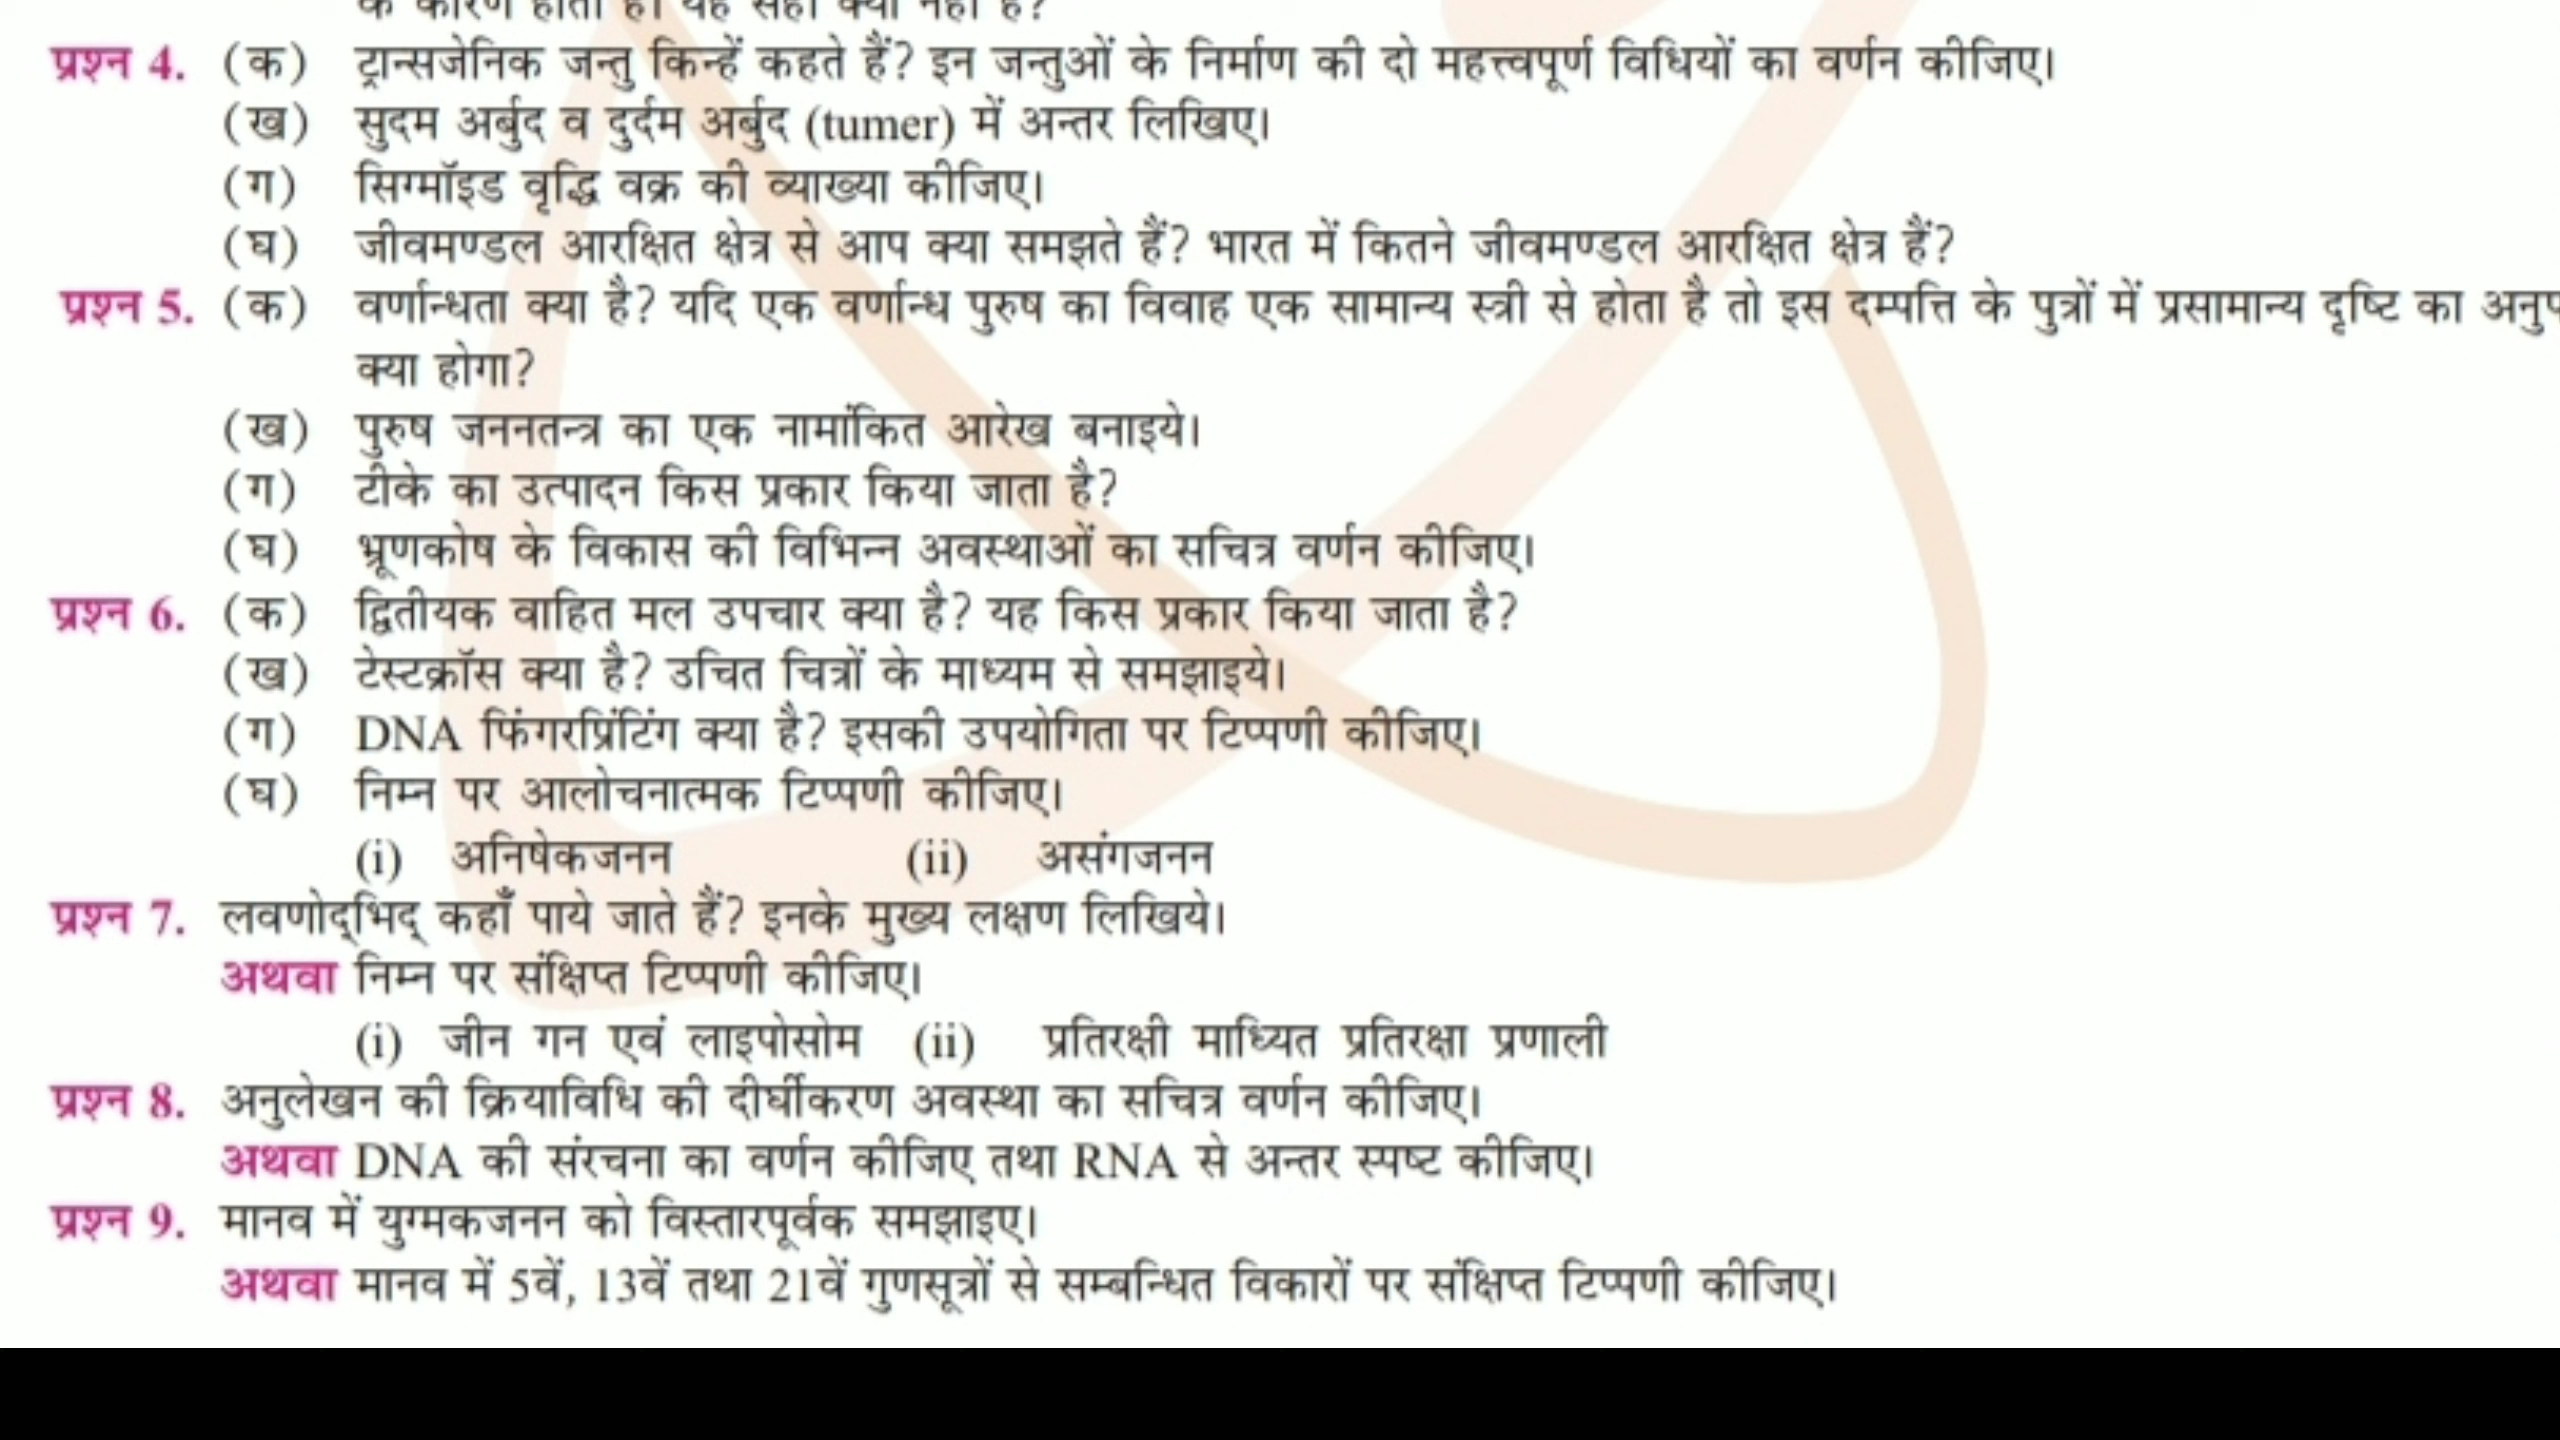 के कारण होता है। यह सही क्यों नहीं है?
प्रश्न 4. (क) ट्रान्सजेनिक जन्तु किन्हें कहते हैं? इन जन्तुओं के निर्माण की दो महत्त्वपूर्ण विधियों का वर्णन कीजिए।
(ख) सुदम अर्बुद व दुर्दम अर्बुद (tumer) में अन्तर लिखिए।
(ग) सिग्मॉइड वृद्धि वक्र की व्याख्या कीजिए।
(घ) जीवमण्डल आरक्षित क्षेत्र से आप क्या समझते हैं? भारत में कितने जीवमण्डल आरक्षित क्षेत्र हैं?
प्रश्न 5. (क) वर्णान्धता क्या है? यदि एक वर्णान्ध पुरुष का विवाह एक सामान्य स्त्री से होता है तो इस दम्पत्ति के पुत्रों में प्रसामान्य दृष्टि का
क्या होगा?
(ख) पुरुष जननतन्त्र का एक नामांकित आरेख बनाइये।
(ग) टीके का उत्पादन किस प्रकार किया जाता है?
(घ) भ्रूणकोष के विकास की विभिन्न अवस्थाओं का सचित्र वर्णन कीजिए।
प्रश्न 6. (क) द्वितीयक वाहित मल उपचार क्या है? यह किस प्रकार किया जाता है?
(ख) टेस्टक्रॉस क्या है? उचित चित्रों के माध्यम से समझाइये।
(ग) DNA फिंगरप्रिंटिंग क्या है? इसकी उपयोगिता पर टिप्पणी कीजिए।
(घ) निम्न पर आलोचनात्मक टिप्पणी कीजिए।
(i) अनिषेकजनन (ii) असंगजनन
प्रश्न 7. लवणोद्‌भिद् कहाँ पाये जाते हैं? इनके मुख्य लक्षण लिखिये।
अथवा निम्न पर संक्षिप्त टिप्पणी कीजिए।
(i) जीन गन एवं लाइपोसोम (ii) प्रतिरक्षी माध्यित प्रतिरक्षा प्रणाली
प्रश्न 8. अनुलेखन की क्रियाविधि की दीर्घीकरण अवस्था का सचित्र वर्णन कीजिए।
अथवा DNA की संरचना का वर्णन कीजिए तथा RNA से अन्तर स्पष्ट कीजिए।
प्रश्न 9. मानव में युग्मकजनन को विस्तारपूर्वक समझाइए।
अथवा मानव में 5वें, 13वें तथा 21वें गुणसूत्रों से सम्बन्धित विकारों पर संक्षिप्त टिप्पणी कीजिए।